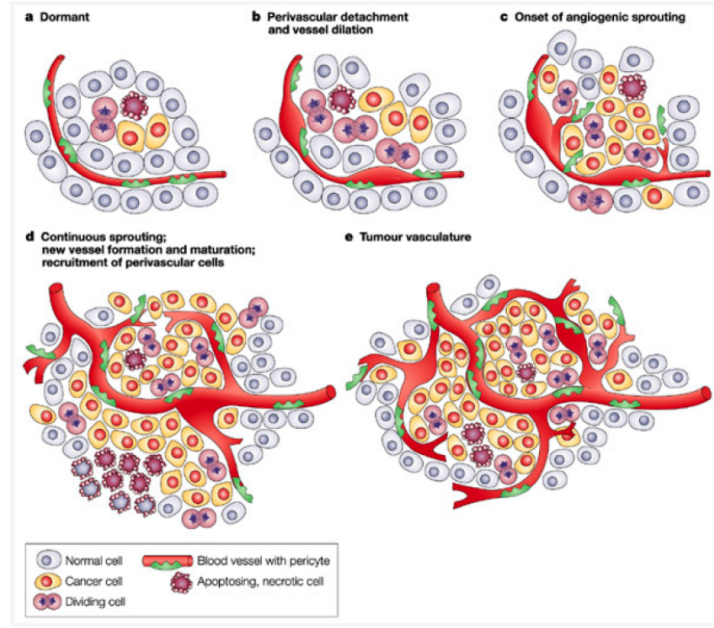 a Dormant
b Perivascular detachment
and vessel dilation
c Onset of angiogenic sprouting
d Continuous sprouting;
new vessel formation and maturation;
recruitment of perivascular cells
e Tumour vasculature
Normal cell
Cancer cell
Dividing cell
Blood vessel with pericyte
Apoptosing, necrotic cell